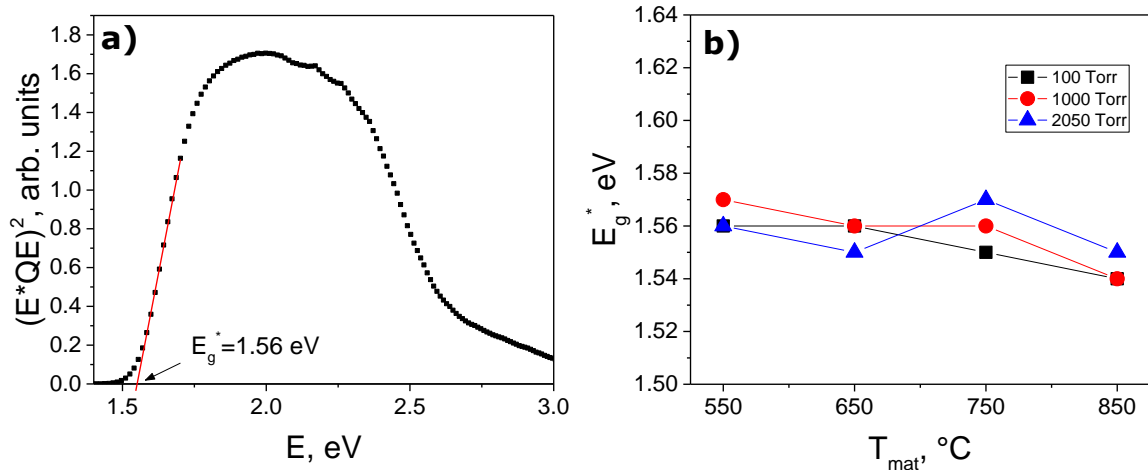 a)
(E*QE)², arb. units
1.8
1.6
1.4
1.2
1.0
0.8
0.6
0.4
0.2
0.0
E_g^*=1.56 eV
1.5 2.0 2.5 3.0
E, eV
b)
E_g^*, eV
1.64
1.62
1.60
1.58
1.56
1.54
1.52
1.50
100 Torr
1000 Torr
2050 Torr
550 650 750 850
T_mat, °C